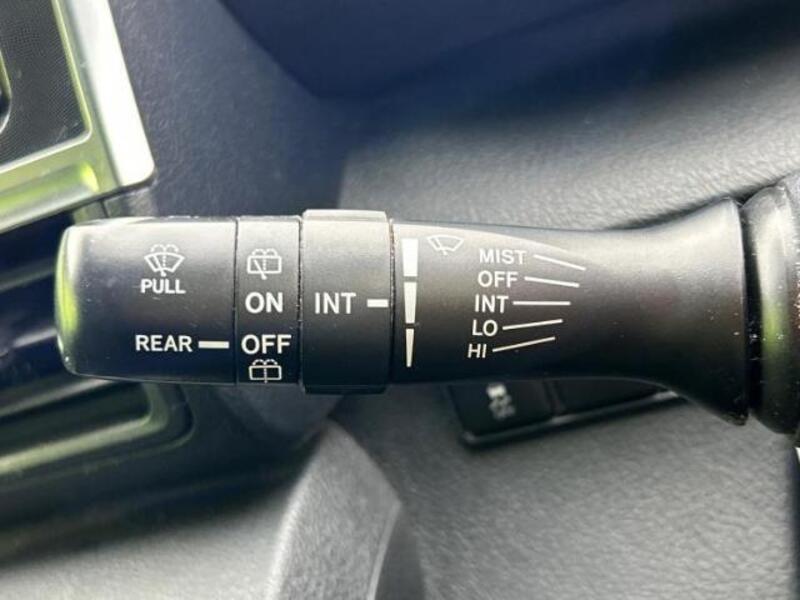 PULL
REAR
ON
OFF
INT
MIST
OFF
INT
LO
HI